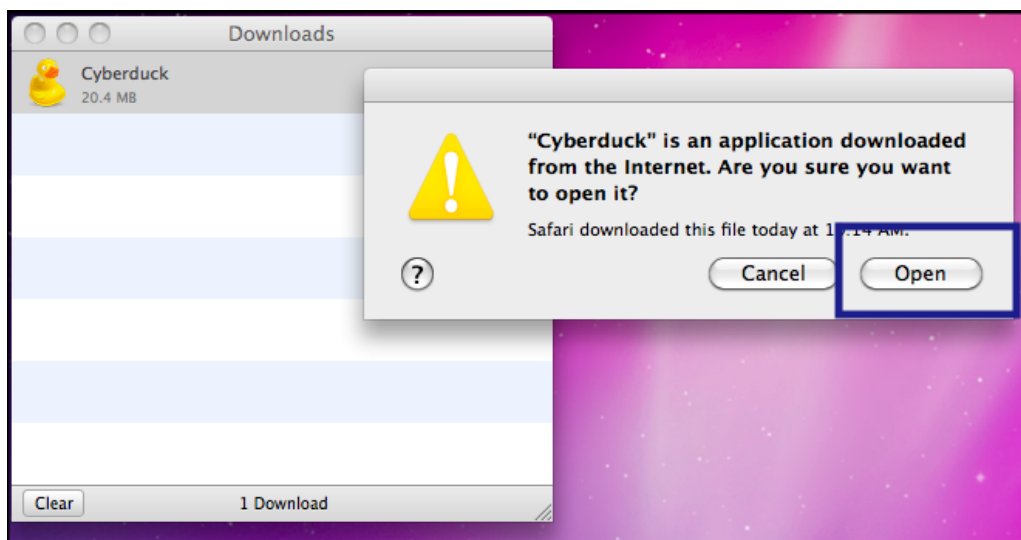 Downloads
Cyberduck
20.4 MB
“Cyberduck” is an application downloaded
from the Internet. Are you sure you want
to open it?
Safari downloaded this file today at AM.
?
Cancel
Open
Clear
1 Download